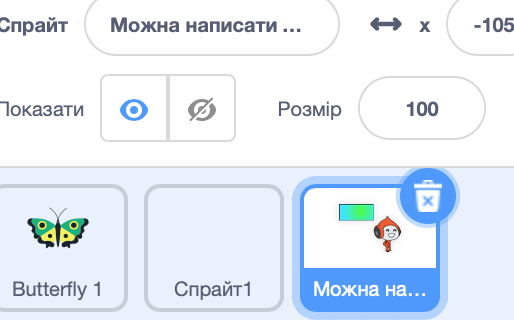 Спрайт Можна написати ... x -105
Показати Розмір 100
Butterfly 1 Спрайт1 Можна на...